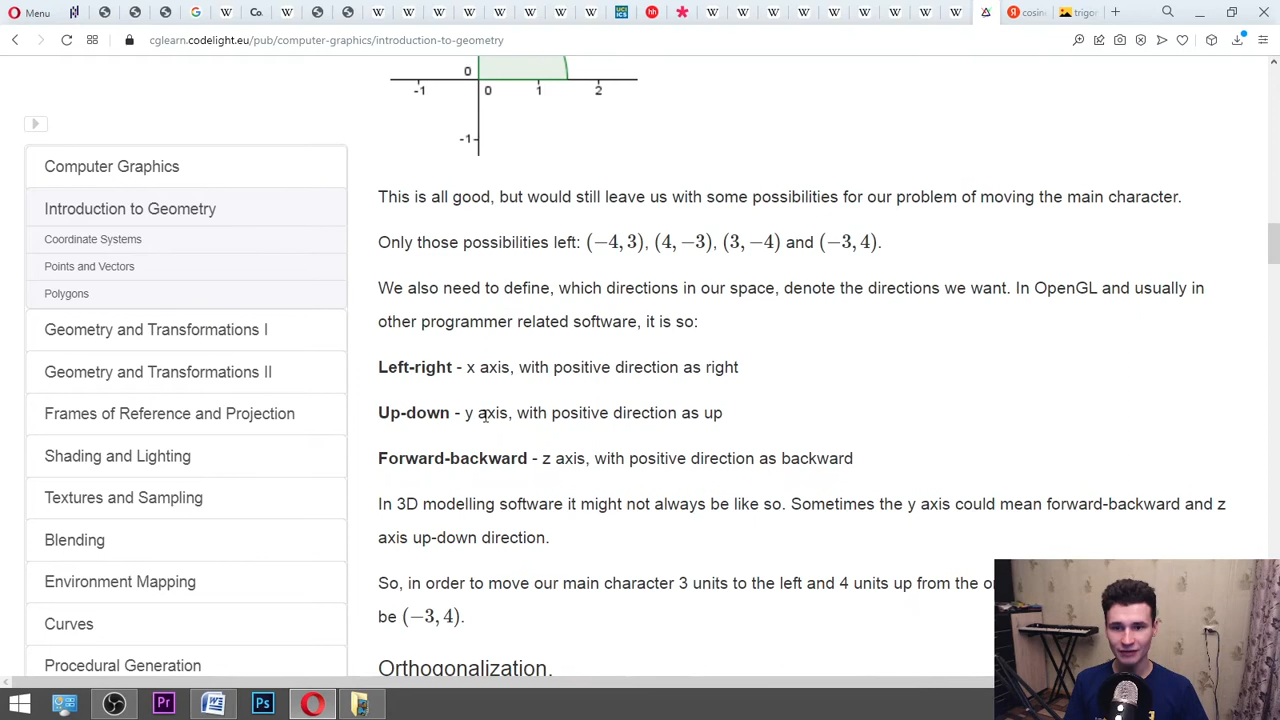 Menu
Co.
cosine
trigor
cglearn.codelight.eu/pub/computer-graphics/introduction-to-geometry
0
-1 0 1 2
-1
Computer Graphics
Introduction to Geometry
Coordinate Systems
Points and Vectors
Polygons
Geometry and Transformations I
Geometry and Transformations II
Frames of Reference and Projection
Shading and Lighting
Textures and Sampling
Blending
Environment Mapping
Curves
Procedural Generation
This is all good, but would still leave us with some possibilities for our problem of moving the main character.
Only those possibilities left: (−4, 3), (4, −3), (3, −4) and (−3, 4).
We also need to define, which directions in our space, denote the directions we want. In OpenGL and usually in
other programmer related software, it is so:
Left-right - x axis, with positive direction as right
Up-down - y axis, with positive direction as up
Forward-backward - z axis, with positive direction as backward
In 3D modelling software it might not always be like so. Sometimes the y axis could mean forward-backward and z
axis up-down direction.
So, in order to move our main character 3 units to the left and 4 units up from the
be (−3, 4).
Orthogonalization.